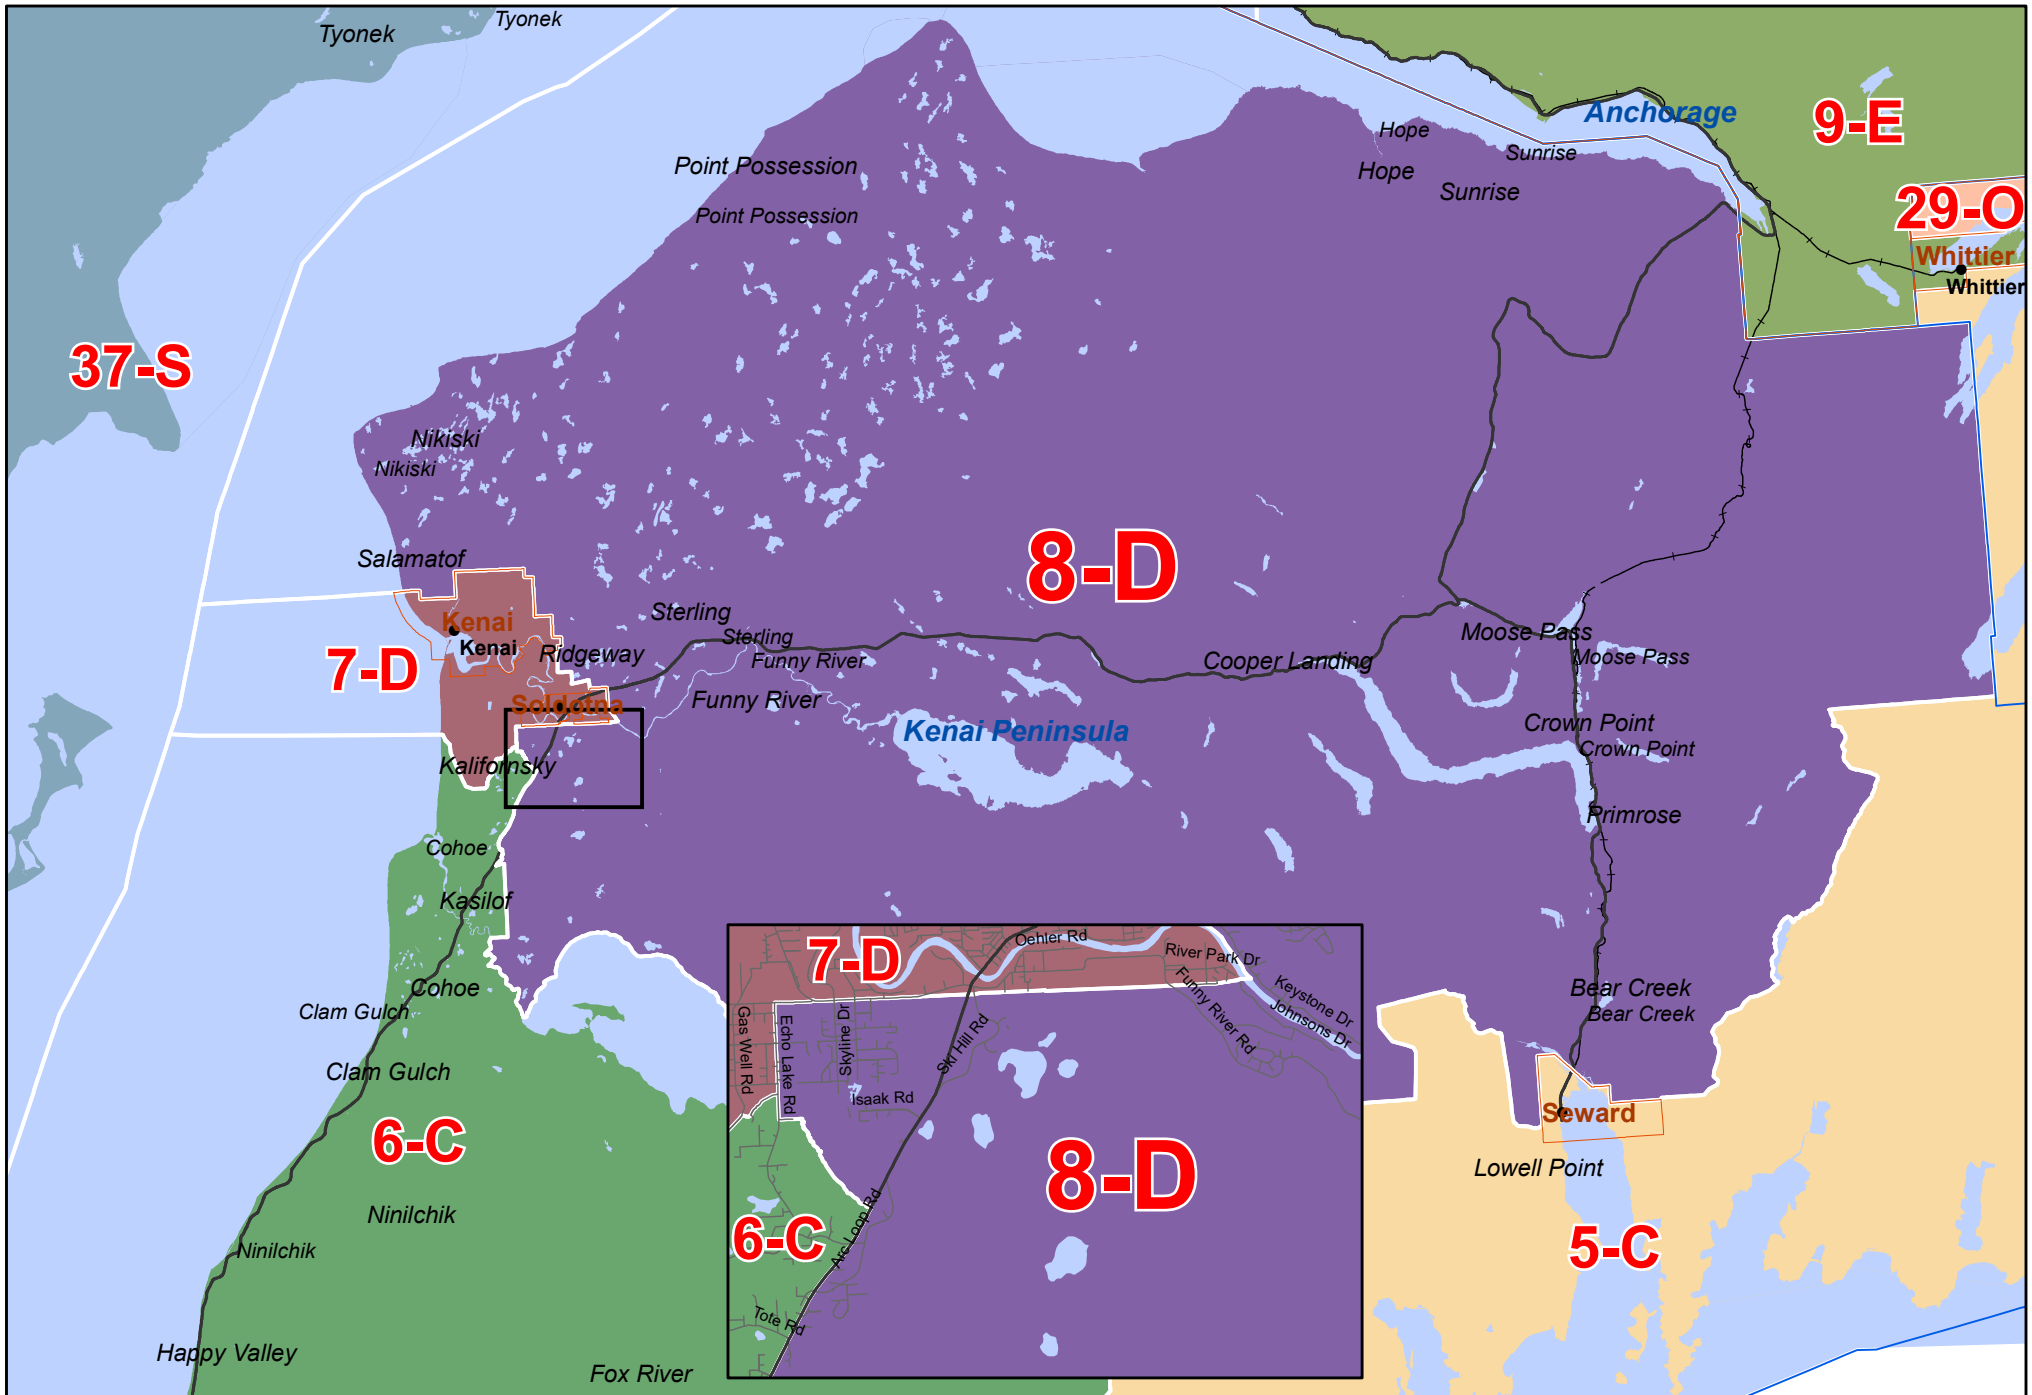 Tyonek
Tyonek
Anchorage
9-E
Hope
Sunrise
Point Possession
Hope
Sunrise
29-O
Point Possession
Whittier
Whittier
37-S
Nikiski
Nikiski
8-D
Salamatof
Kenai
Kenai
Sterling
Sterling
Ridgeway
Funny River
Moose Pass
Moose Pass
Cooper Landing
7-D
Soldotna
Funny River
Kenai Peninsula
Crown Point
Crown Point
Kalifornsky
Primrose
Cohoe
Kasilof
Cohoe
Clam Gulch
Bear Creek
Bear Creek
Clam Gulch
Seward
6-C
Lowell Point
Ninilchik
Ninilchik
5-C
Happy Valley
Fox River
7-D
Oehler Rd
River Park Dr
Keystone Dr
Johnsons Dr
Funny River Rd
Gas Well Rd
Echo Lake Rd
Skyline Dr
Ski Hill Rd
Isaak Rd
8-D
6-C
Arc Loop Rd
Tote Rd